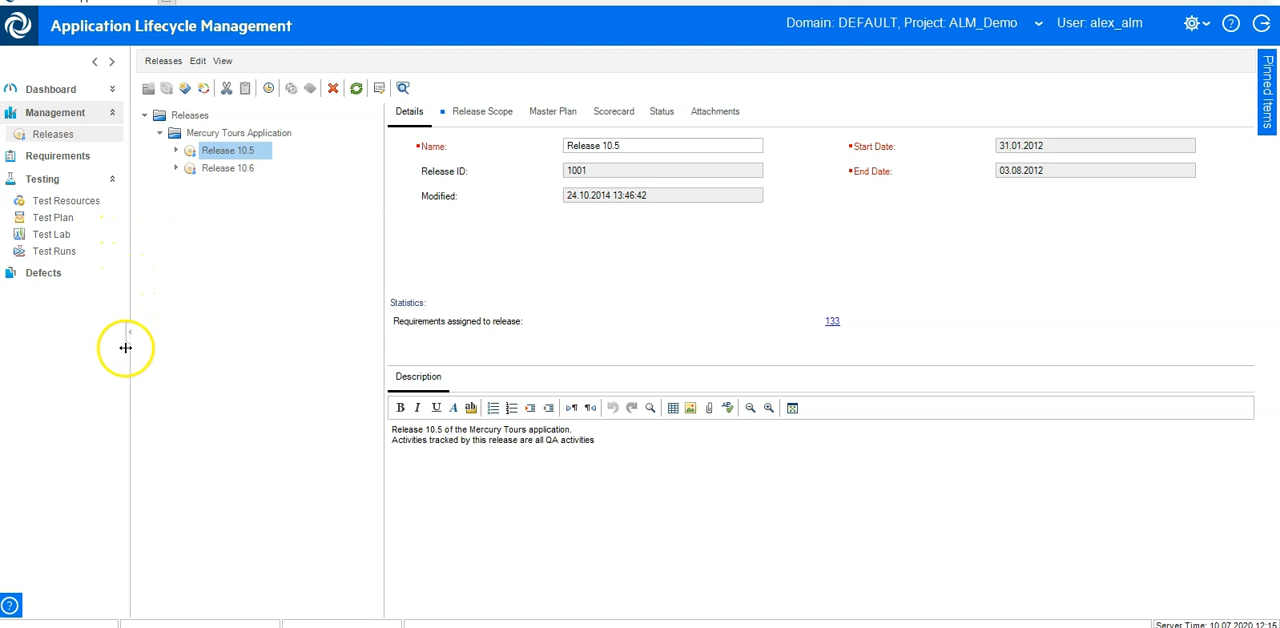 Application Lifecycle Management
Domain: DEFAULT, Project: ALM_Demo
User: alex_alm
Pinned Items
Dashboard
Management
Releases
Requirements
Testing
Test Resources
Test Plan
Test Lab
Test Runs
Defects
Releases Edit View
Releases
Mercury Tours Application
Release 10.5
Release 10.6
Details Release Scope Master Plan Scorecard Status Attachments
Name: Release 10.5
Start Date: 31.01.2012
Release ID: 1001
End Date: 03.08.2012
Modified: 24.10.2014 13:46:42
Statistics:
Requirements assigned to release: 133
Description
Release 10.5 of the Mercury Tours application.
Activities tracked by this release are all QA activities
Server Time: 10.07.2020 12:15